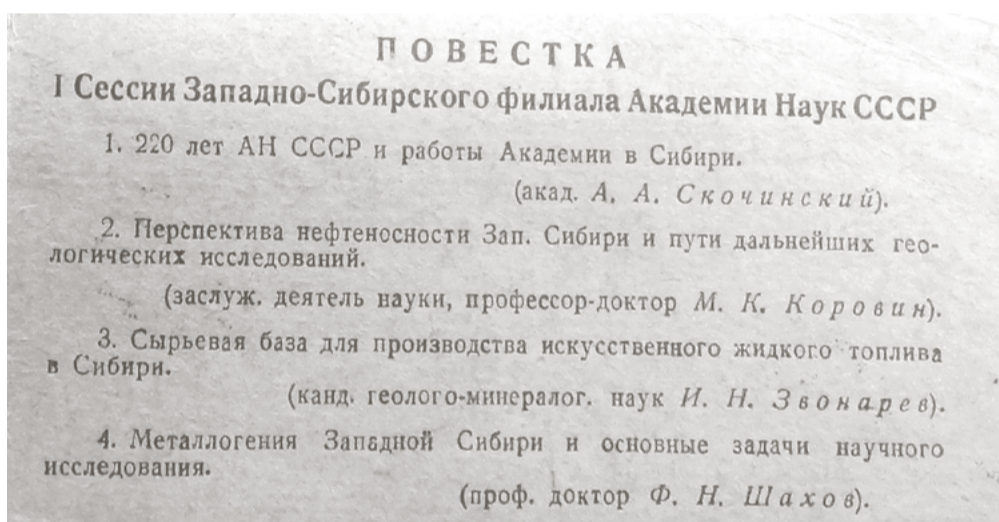 ПОВЕСТКА
I Сессии Западно-Сибирского филиала Академии Наук СССР
1. 220 лет АН СССР и работы Академии в Сибири.
(акад. А. А. Скочинский).
2. Перспектива нефтеносности Зап. Сибири и пути дальнейших гео-
логических исследований.
(заслуж. деятель науки, профессор-доктор М. К. Коровин).
3. Сырьевая база для производства искусственного жидкого топлива
в Сибири.
(канд. геолого-минералог. наук И. Н. Звонарев).
4. Металлогения Западной Сибири и основные задачи научного
исследования.
(проф. доктор Ф. Н. Шахов).